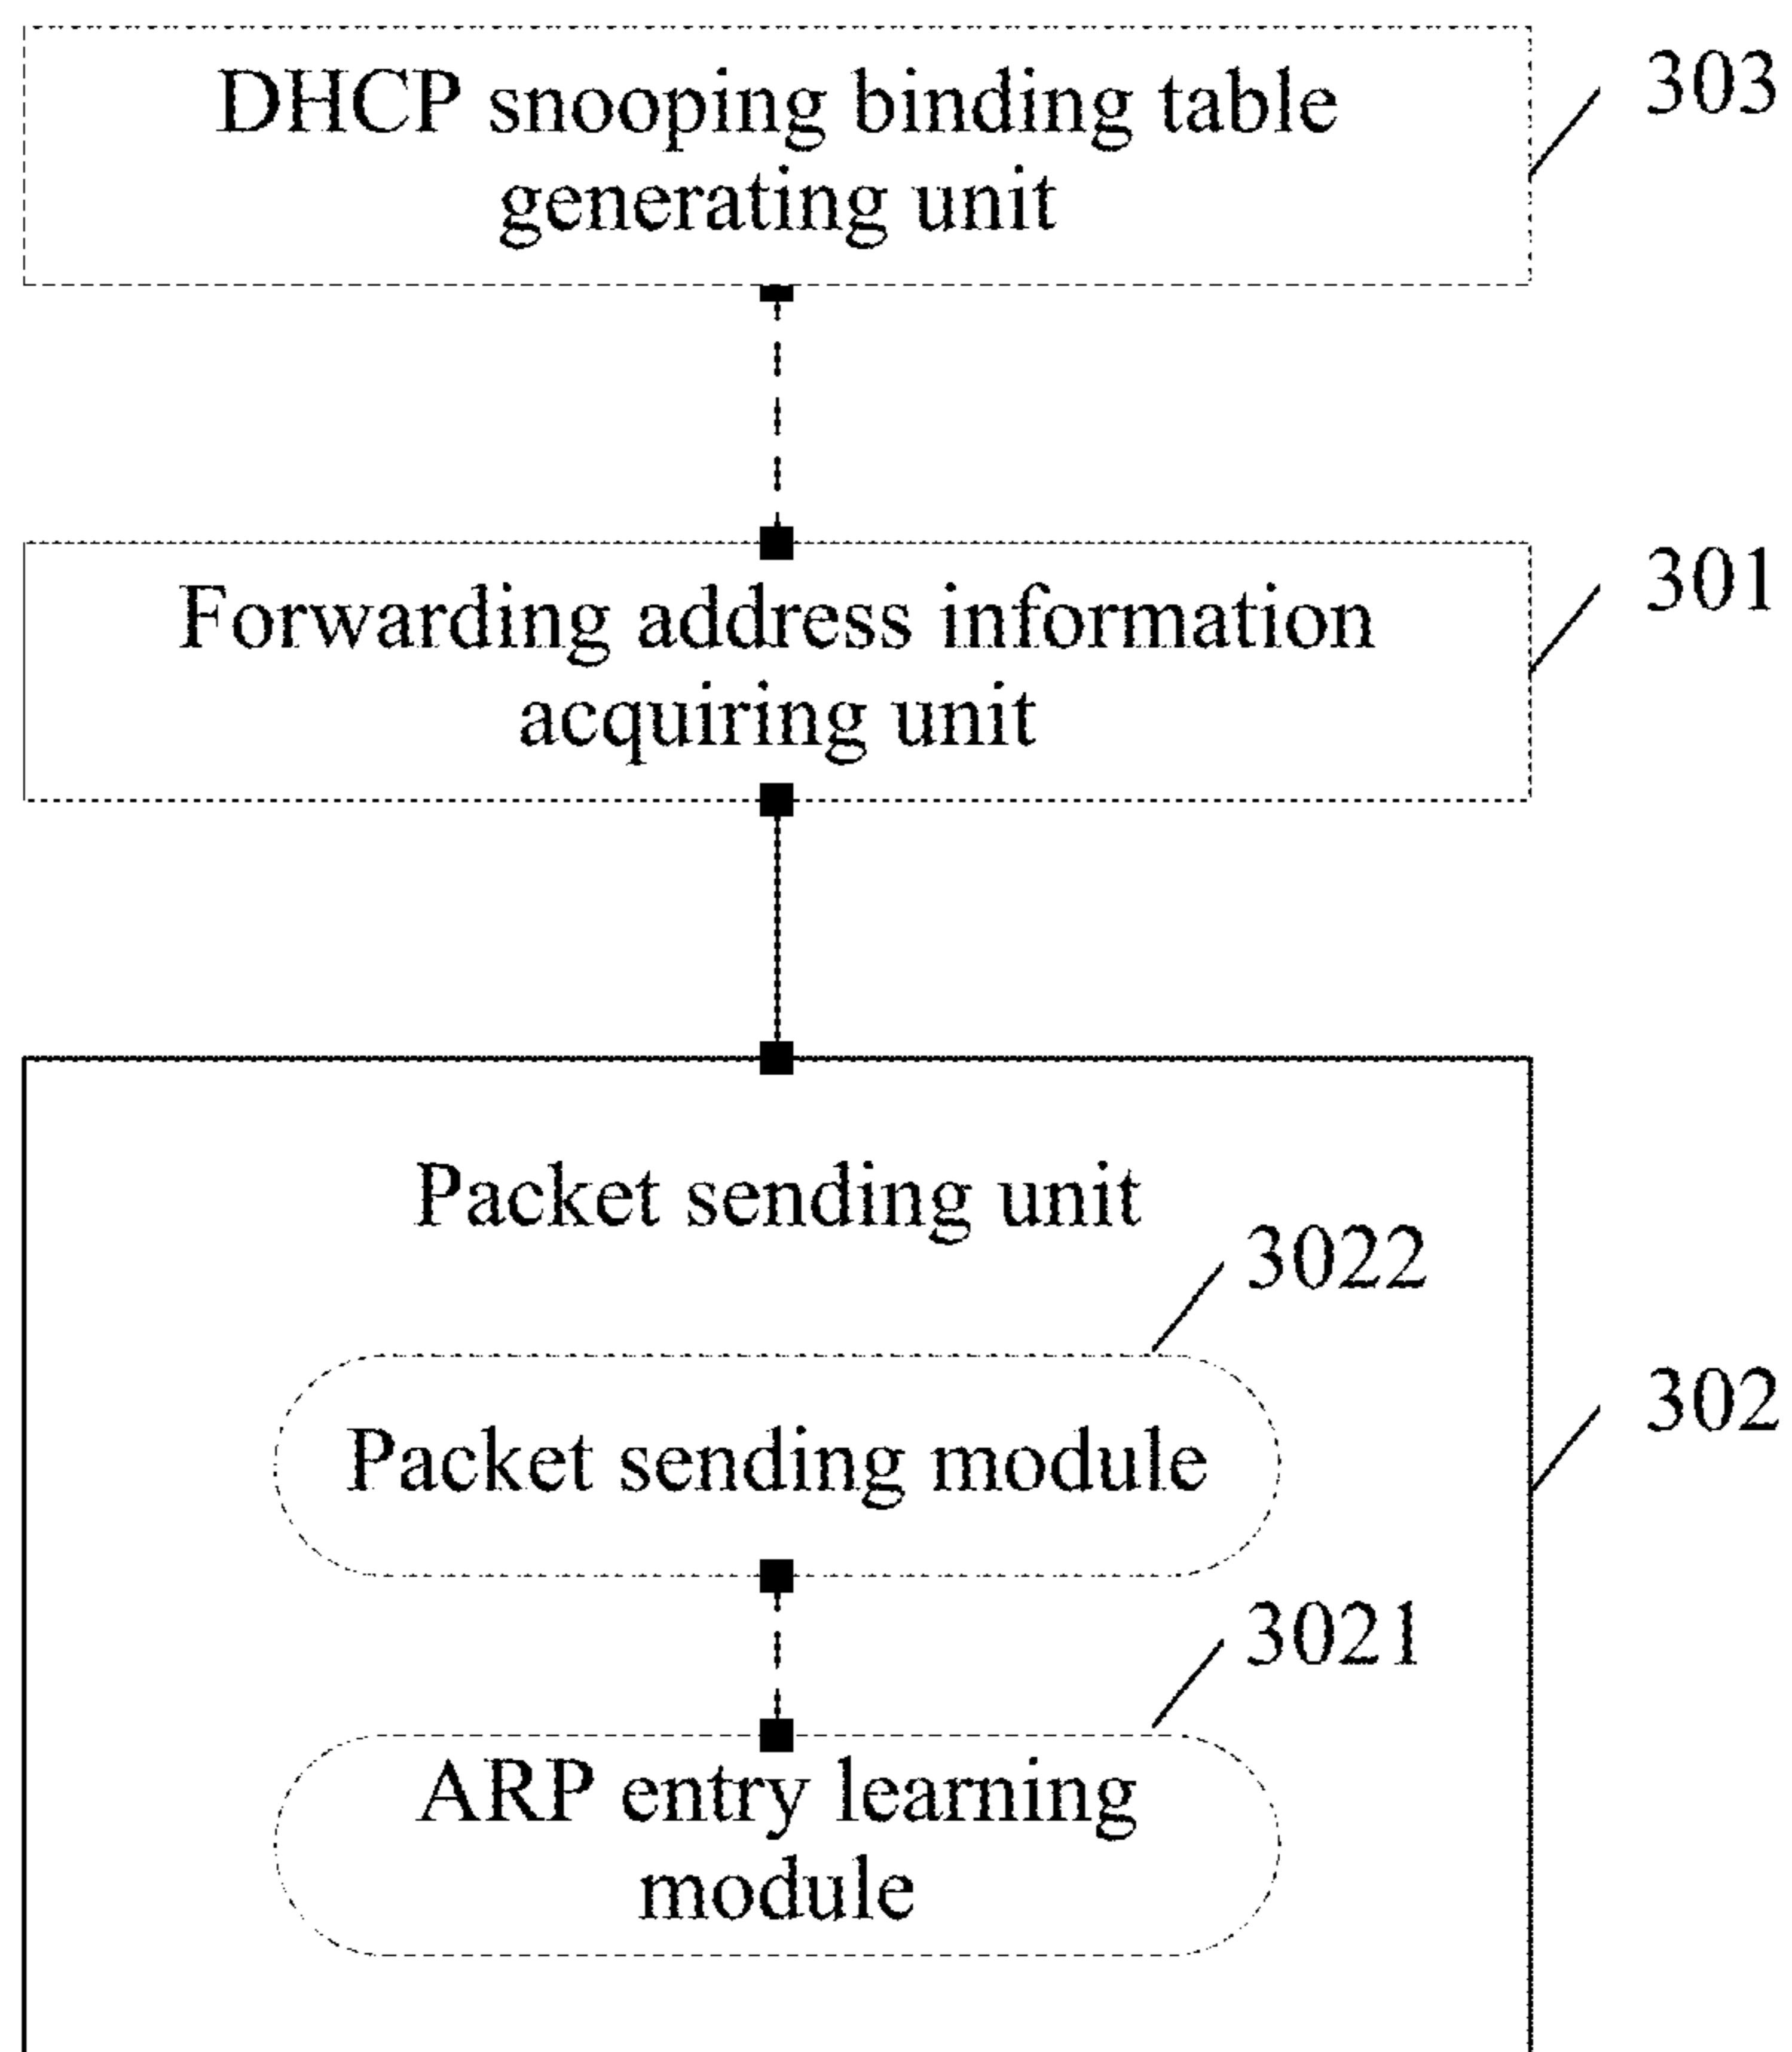 DHCP snooping binding table
generating unit
303
Forwarding address information
acquiring unit
301
Packet sending unit
3022
Packet sending module
302
3021
ARP entry learning
module